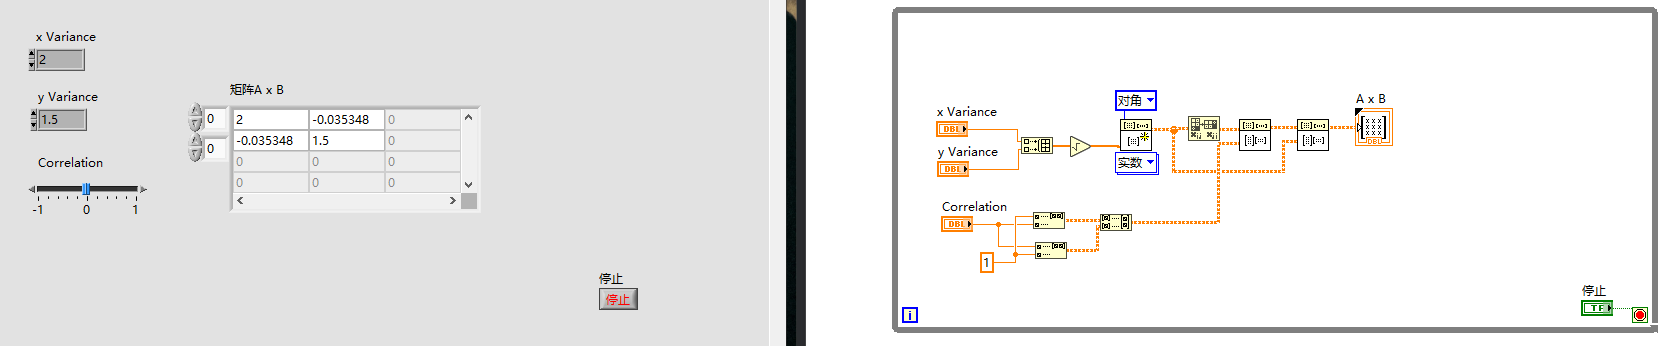 x Variance
2
y Variance
1.5
Correlation
-1 0 1
矩阵A x B
0 2 -0.035348 0
0 -0.035348 1.5 0
0 0 0
0 0 0
停止
停止
x Variance
DBL
y Variance
DBL
Correlation
DBL
1
对角
实数
A x B
DBL
停止
TF
i